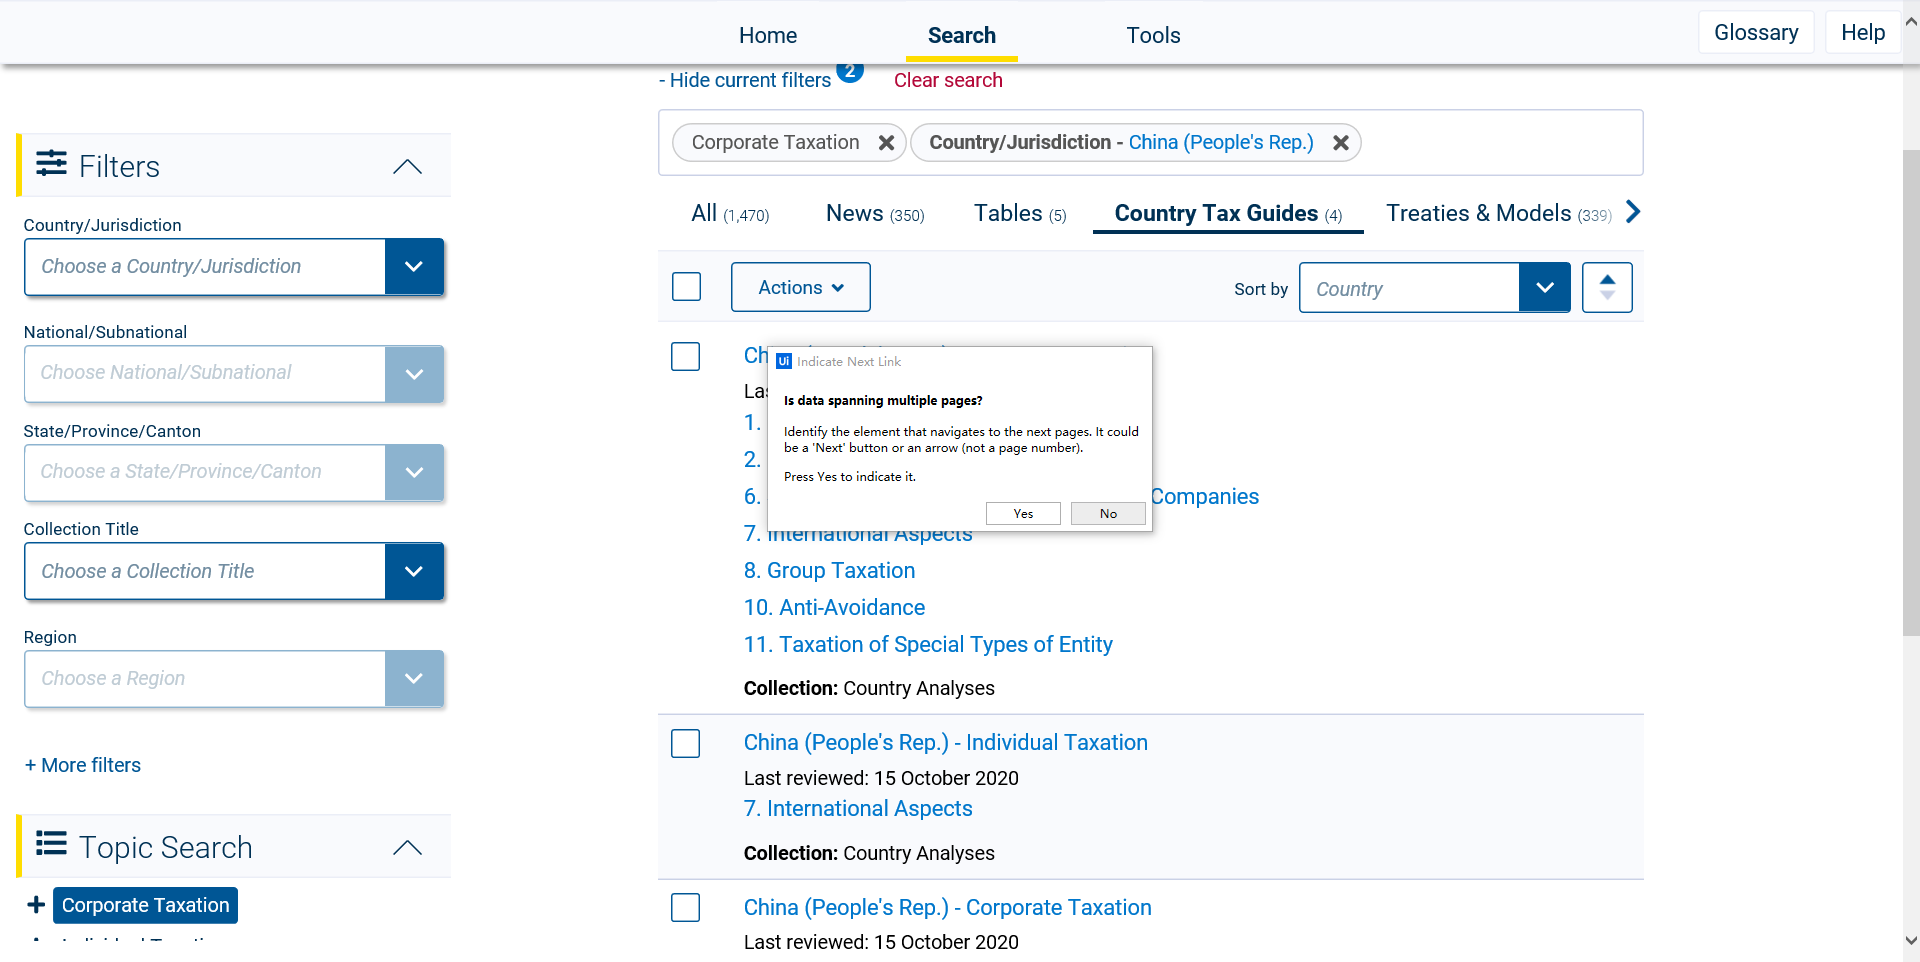 Home
Search
Tools
Glossary
Help
- Hide current filters 2
Clear search
Corporate Taxation
Country/Jurisdiction - China (People's Rep.)
All (1,470)
News (350)
Tables (5)
Country Tax Guides (4)
Treaties & Models (339)
Actions
Sort by
Country
Filters
Country/Jurisdiction
Choose a Country/Jurisdiction
National/Subnational
Choose National/Subnational
State/Province/Canton
Choose a State/Province/Canton
Collection Title
Choose a Collection Title
Region
Choose a Region
+ More filters
Topic Search
Corporate Taxation
Ui Indicate Next Link
Is data spanning multiple pages?
Identify the element that navigates to the next pages. It could
be a 'Next' button or an arrow (not a page number).
Press Yes to indicate it.
Yes
No
1.
2.
6. Companies
7. International Aspects
8. Group Taxation
10. Anti-Avoidance
11. Taxation of Special Types of Entity
Collection: Country Analyses
China (People's Rep.) - Individual Taxation
Last reviewed: 15 October 2020
7. International Aspects
Collection: Country Analyses
China (People's Rep.) - Corporate Taxation
Last reviewed: 15 October 2020